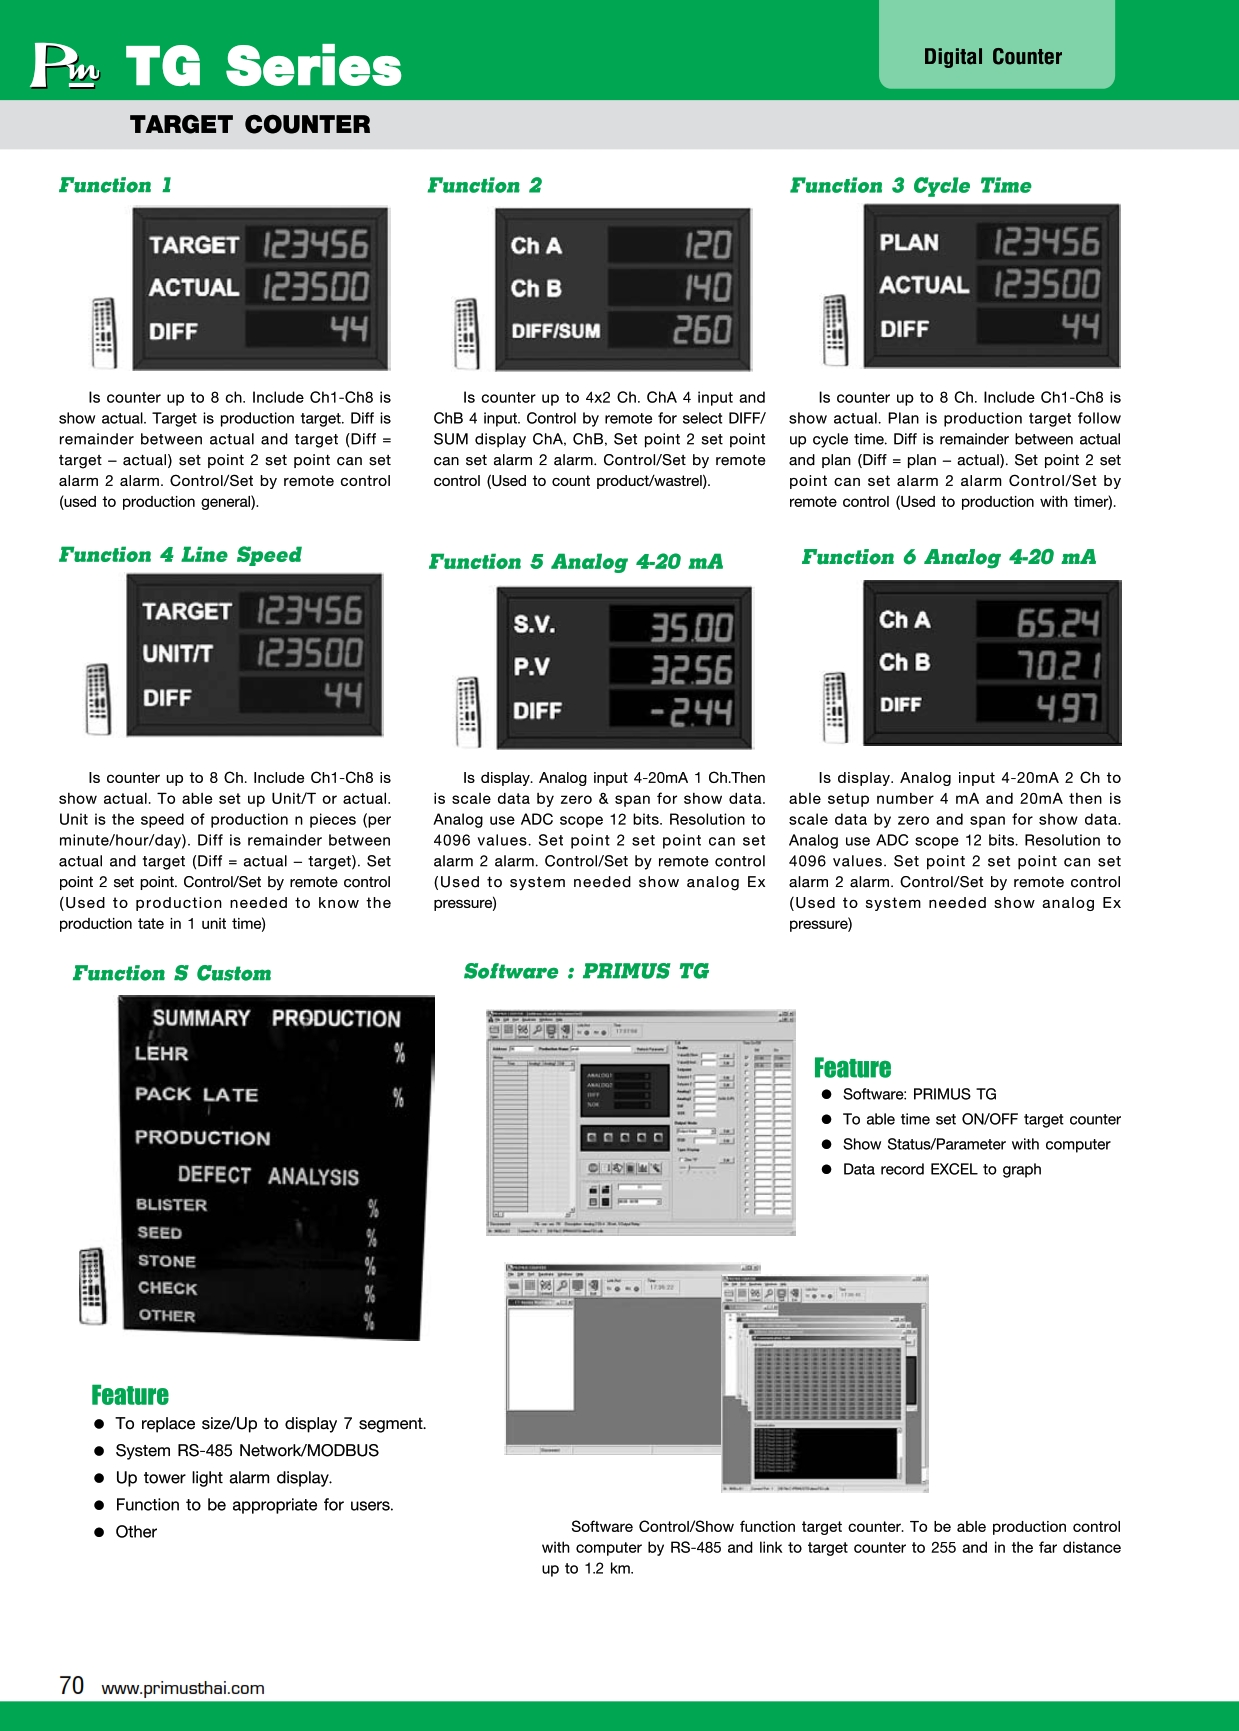 Pm TG Series
Digital Counter
TARGET COUNTER
Function 1
TARGET 123456
ACTUAL 123500
DIFF 44
Is counter up to 8 ch. Include Ch1-Ch8 is
show actual. Target is production target. Diff is
remainder between actual and target (Diff =
target – actual) set point 2 set point can set
alarm 2 alarm. Control/Set by remote control
(used to production general).
Function 2
Ch A 120
Ch B 140
DIFF/SUM 260
Is counter up to 4x2 Ch. ChA 4 input and
ChB 4 input. Control by remote for select DIFF/
SUM display ChA, ChB, Set point 2 set point
can set alarm 2 alarm. Control/Set by remote
control (Used to count product/wastrel).
Function 3 Cycle Time
PLAN 123456
ACTUAL 123500
DIFF 44
Is counter up to 8 Ch. Include Ch1-Ch8 is
show actual. Plan is production target follow
up cycle time. Diff is remainder between actual
and plan (Diff = plan – actual). Set point 2 set
point can set alarm 2 alarm Control/Set by
remote control (Used to production with timer).
Function 4 Line Speed
TARGET 123456
UNIT/T 123500
DIFF 44
Is counter up to 8 Ch. Include Ch1-Ch8 is
show actual. To able set up Unit/T or actual.
Unit is the speed of production n pieces (per
minute/hour/day). Diff is remainder between
actual and target (Diff = actual – target). Set
point 2 set point. Control/Set by remote control
(Used to production needed to know the
production tate in 1 unit time)
Function 5 Analog 4-20 mA
S.V. 35.00
P.V 32.56
DIFF -2.44
Is display. Analog input 4-20mA 1 Ch.Then
is scale data by zero & span for show data.
Analog use ADC scope 12 bits. Resolution to
4096 values. Set point 2 set point can set
alarm 2 alarm. Control/Set by remote control
(Used to system needed show analog Ex
pressure)
Function 6 Analog 4-20 mA
Ch A 65.24
Ch B 70.21
DIFF 4.97
Is display. Analog input 4-20mA 2 Ch to
able setup number 4 mA and 20mA then is
scale data by zero and span for show data.
Analog use ADC scope 12 bits. Resolution to
4096 values. Set point 2 set point can set
alarm 2 alarm. Control/Set by remote control
(Used to system needed show analog Ex
pressure)
Function S Custom
SUMMARY PRODUCTION
LEHR %
PACK LATE %
PRODUCTION
DEFECT ANALYSIS
BLISTER %
SEED %
STONE %
CHECK %
OTHER %
Feature
● To replace size/Up to display 7 segment.
● System RS-485 Network/MODBUS
● Up tower light alarm display.
● Function to be appropriate for users.
● Other
Software : PRIMUS TG
Feature
● Software: PRIMUS TG
● To able time set ON/OFF target counter
● Show Status/Parameter with computer
● Data record EXCEL to graph
Software Control/Show function target counter. To be able production control
with computer by RS-485 and link to target counter to 255 and in the far distance
up to 1.2 km.
70 www.primusthai.com